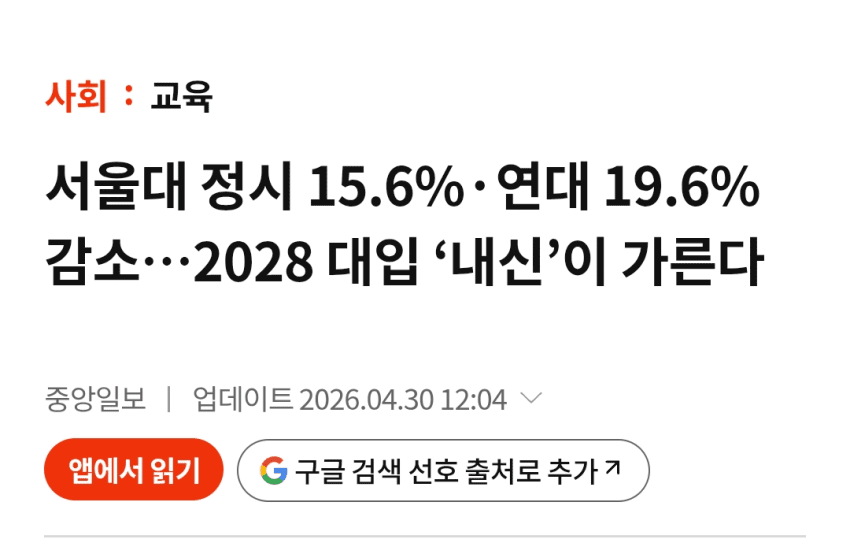 사회 : 교육
서울대 정시 15.6%·연대 19.6%
감소…2028 대입 ‘내신’이 가른다
중앙일보 | 업데이트 2026.04.30 12:04
앱에서 읽기
구글 검색 선호 출처로 추가